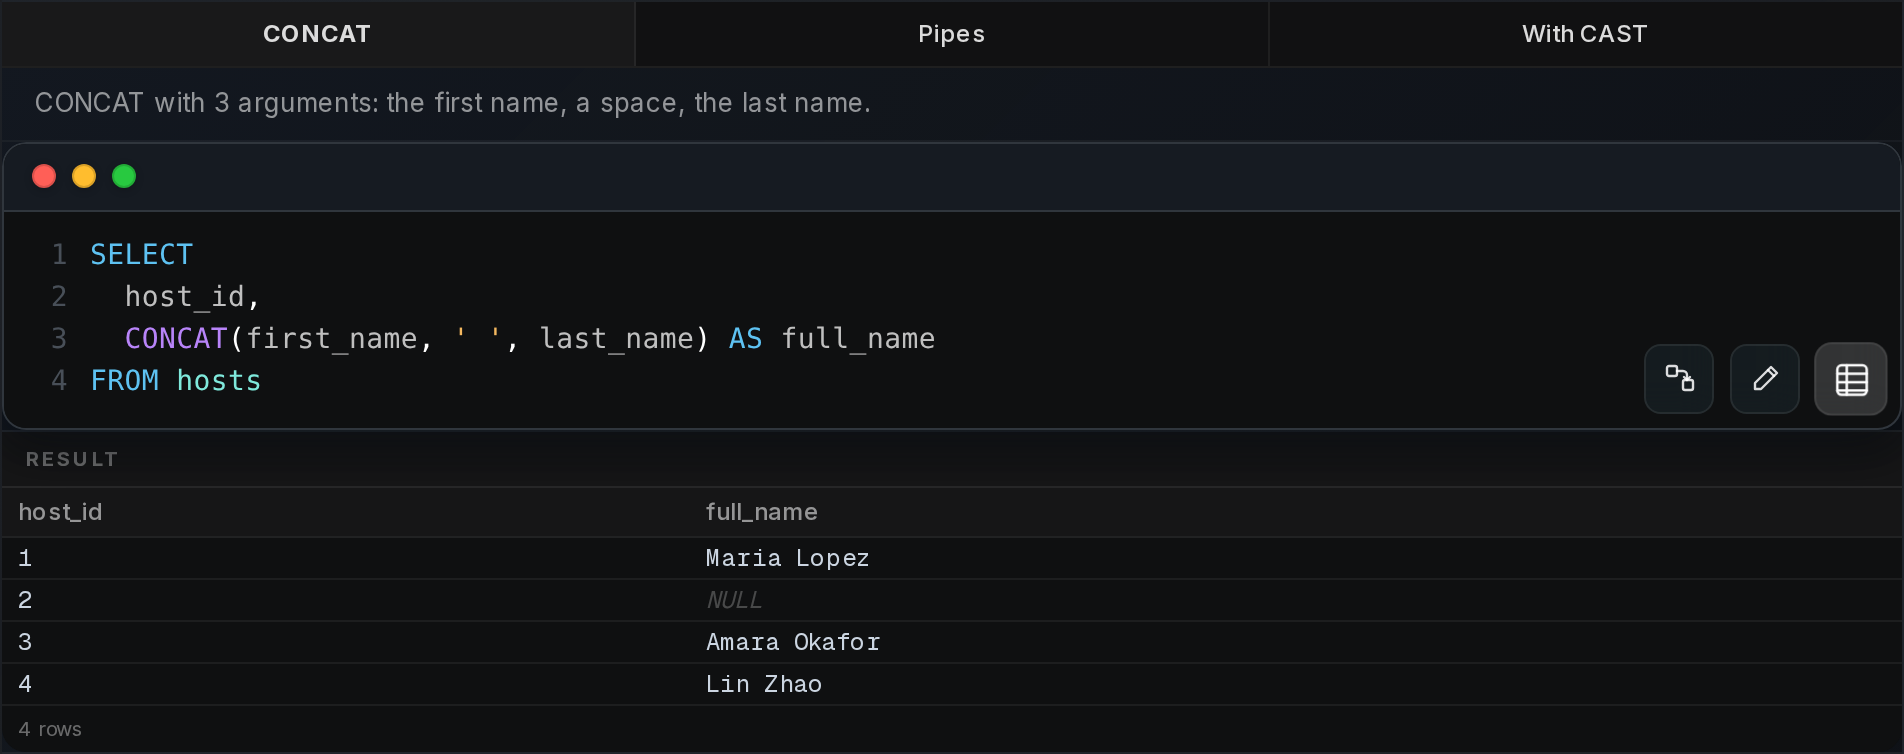 CONCAT Pipes With CAST
CONCAT with 3 arguments: the first name, a space, the last name.
1 SELECT
2   host_id,
3   CONCAT(first_name, ' ', last_name) AS full_name
4 FROM hosts
RESULT
host_id full_name
1 Maria Lopez
2 NULL
3 Amara Okafor
4 Lin Zhao
4 rows